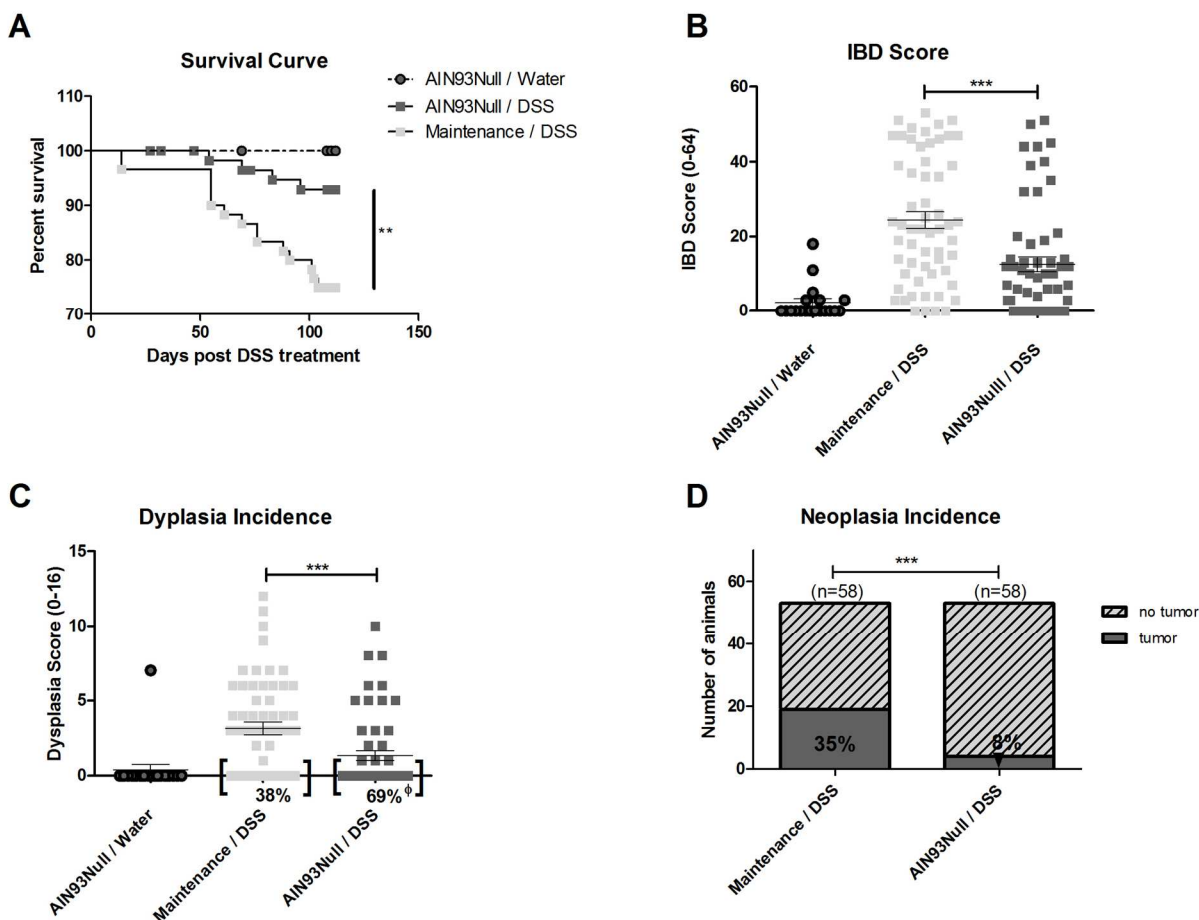 A
Survival Curve
AIN93Null / Water
AIN93Null / DSS
Maintenance / DSS
110
100
90
80
70
0
50
100
150
Percent survival
Days post DSS treatment
**
B
IBD Score
***
60
40
20
0
IBD Score (0-64)
AIN93Null / Water
Maintenance / DSS
AIN93Nulll / DSS
C
Dyplasia Incidence
***
15
10
5
0
Dysplasia Score (0-16)
38%
69%ϕ
AIN93Null / Water
Maintenance / DSS
AIN93Null / DSS
D
Neoplasia Incidence
***
(n=58)
(n=58)
60
40
20
0
Number of animals
35%
8%
no tumor
tumor
Maintenance / DSS
AIN93Null / DSS